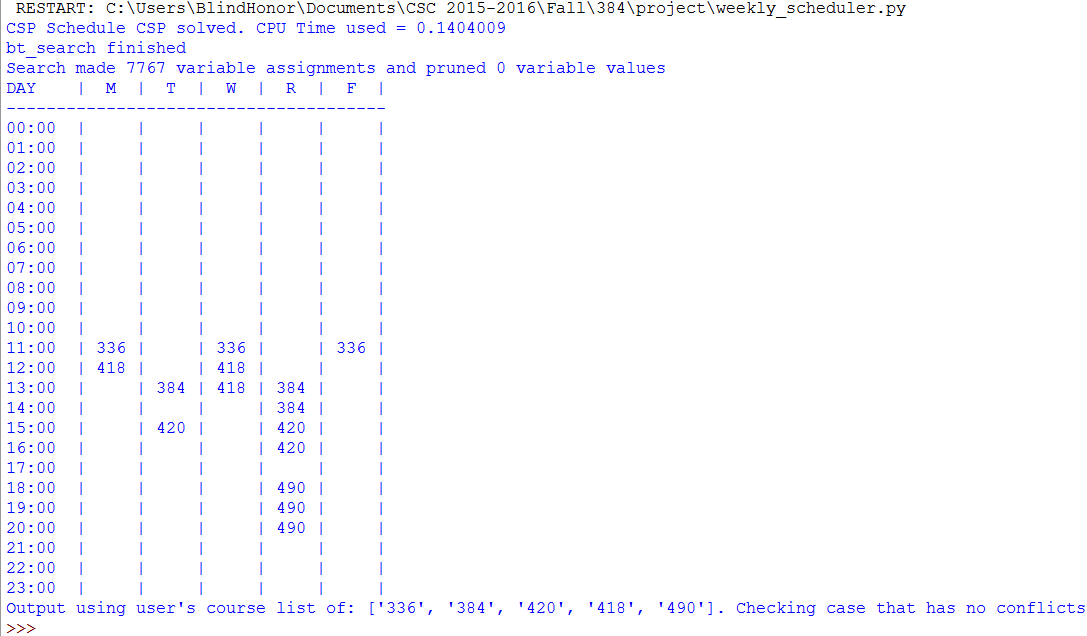 RESTART: C:\Users\BlindHonor\Documents\CSC 2015-2016\Fall\384\project\weekly_scheduler.py
CSP Schedule CSP solved. CPU Time used = 0.1404009
bt_search finished
Search made 7767 variable assignments and pruned 0 variable values
DAY    |  M  |  T  |  W  |  R  |  F  |
--------------------------------------
00:00  |     |     |     |     |     |
01:00  |     |     |     |     |     |
02:00  |     |     |     |     |     |
03:00  |     |     |     |     |     |
04:00  |     |     |     |     |     |
05:00  |     |     |     |     |     |
06:00  |     |     |     |     |     |
07:00  |     |     |     |     |     |
08:00  |     |     |     |     |     |
09:00  |     |     |     |     |     |
10:00  |     |     |     |     |     |
11:00  | 336 |     | 336 |     | 336 |
12:00  | 418 |     | 418 |     |     |
13:00  |     | 384 | 418 | 384 |     |
14:00  |     |     |     | 384 |     |
15:00  |     | 420 |     | 420 |     |
16:00  |     |     |     | 420 |     |
17:00  |     |     |     |     |     |
18:00  |     |     |     | 490 |     |
19:00  |     |     |     | 490 |     |
20:00  |     |     |     | 490 |     |
21:00  |     |     |     |     |     |
22:00  |     |     |     |     |     |
23:00  |     |     |     |     |     |
Output using user's course list of: ['336', '384', '420', '418', '490']. Checking case that has no conflicts
>>>